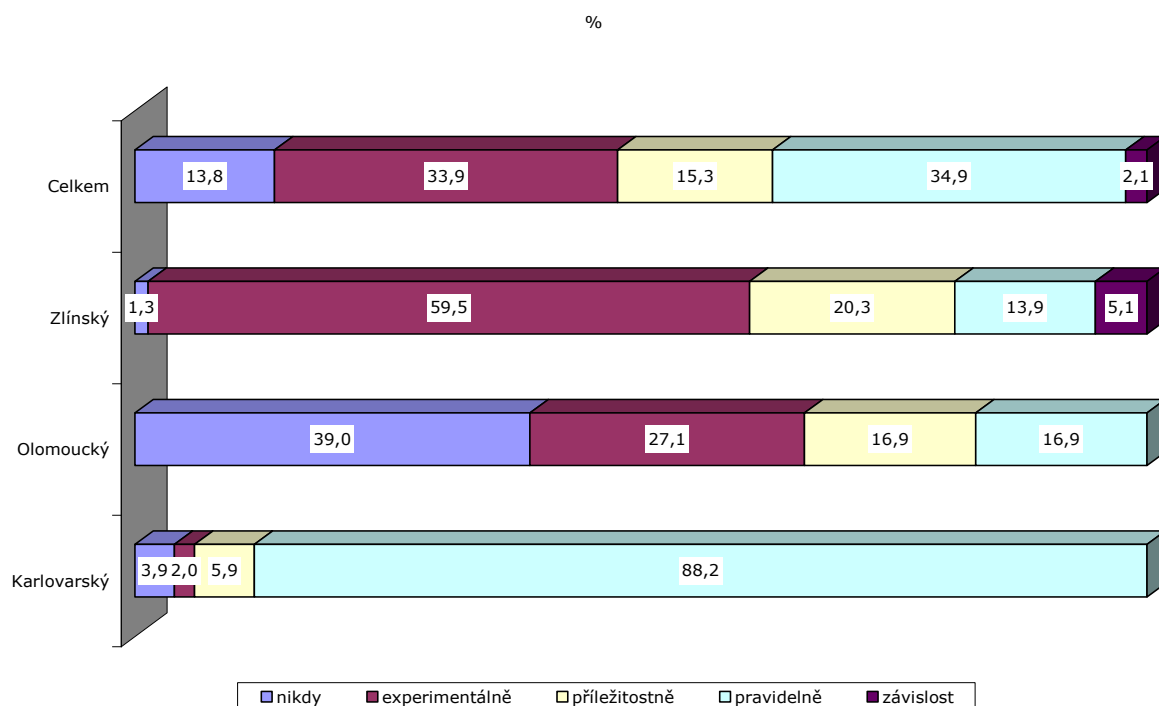 %
Celkem 13,8 33,9 15,3 34,9 2,1
Zlínský 1,3 59,5 20,3 13,9 5,1
Olomoucký 39,0 27,1 16,9 16,9
Karlovarský 3,9 2,0 5,9 88,2
nikdy experimentálně příležitostně pravidelně závislost